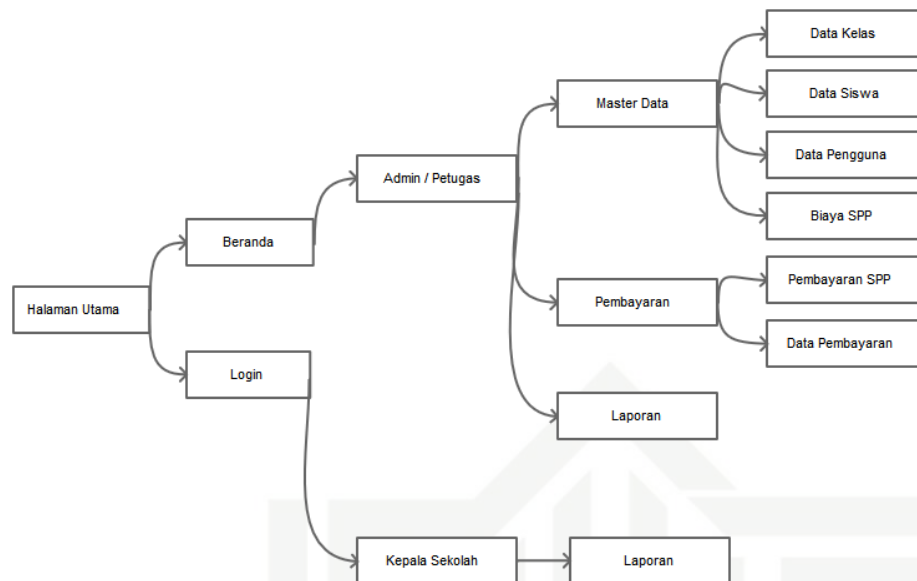 Data Kelas
Master Data
Data Siswa
Admin / Petugas
Data Pengguna
Beranda
Biaya SPP
Halaman Utama
Pembayaran
Pembayaran SPP
Login
Data Pembayaran
Laporan
Kepala Sekolah
Laporan